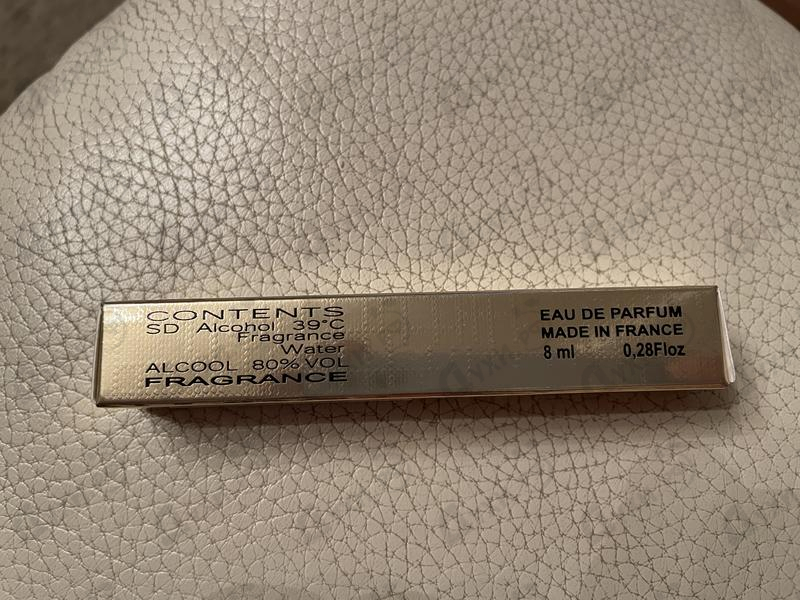 CONTENTS
SD Alcohol 39°C
Fragrance
Water
ALCOOL 80% VOL
FRAGRANCE
EAU DE PARFUM
MADE IN FRANCE
8 ml 0,28Floz